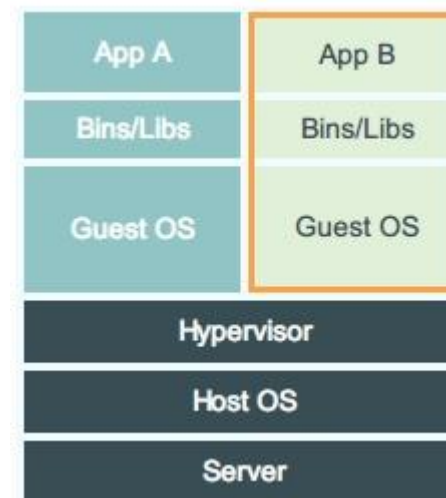 App A App B
Bins/Libs Bins/Libs
Guest OS Guest OS
Hypervisor
Host OS
Server